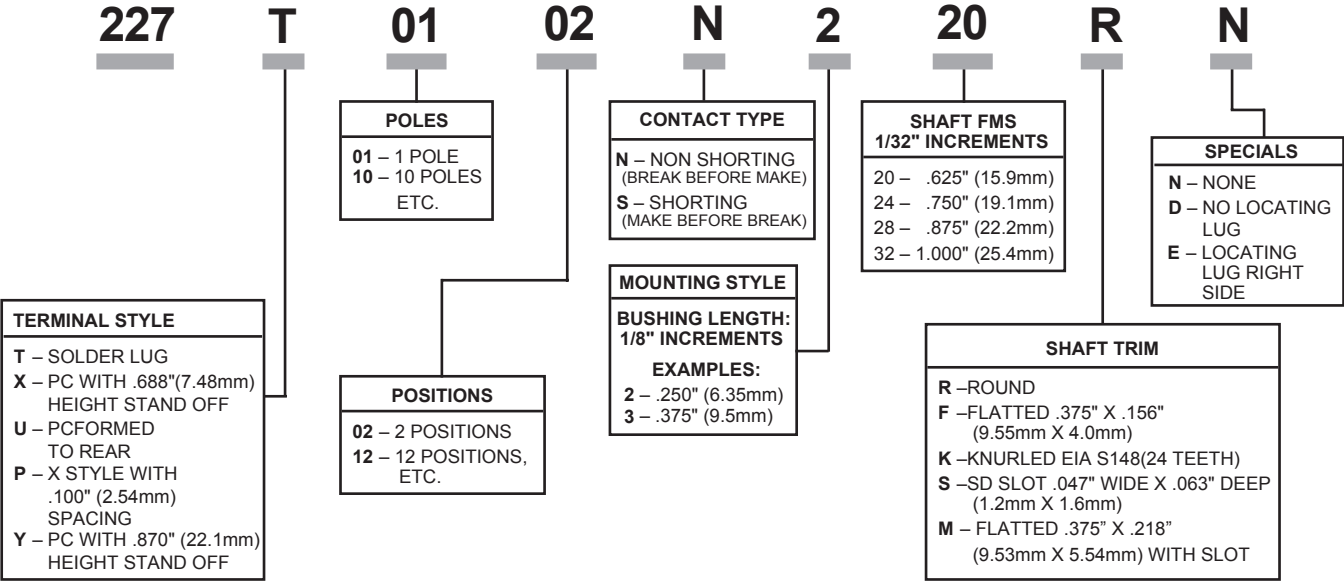 227 T 01 02 N 2 20 R N
POLES
01 – 1 POLE
10 – 10 POLES
ETC.
CONTACT TYPE
N – NON SHORTING
(BREAK BEFORE MAKE)
S – SHORTING
(MAKE BEFORE BREAK)
SHAFT FMS
1/32" INCREMENTS
20 – .625" (15.9mm)
24 – .750" (19.1mm)
28 – .875" (22.2mm)
32 – 1.000" (25.4mm)
SPECIALS
N – NONE
D – NO LOCATING
LUG
E – LOCATING
LUG RIGHT
SIDE
TERMINAL STYLE
T – SOLDER LUG
X – PC WITH .688"(7.48mm)
HEIGHT STAND OFF
U – PCFORMED
TO REAR
P – X STYLE WITH
.100" (2.54mm)
SPACING
Y – PC WITH .870" (22.1mm)
HEIGHT STAND OFF
POSITIONS
02 – 2 POSITIONS
12 – 12 POSITIONS,
ETC.
MOUNTING STYLE
BUSHING LENGTH:
1/8" INCREMENTS
EXAMPLES:
2 – .250" (6.35mm)
3 – .375" (9.5mm)
SHAFT TRIM
R –ROUND
F –FLATTED .375" X .156"
(9.55mm X 4.0mm)
K –KNURLED EIA S148(24 TEETH)
S –SD SLOT .047" WIDE X .063" DEEP
(1.2mm X 1.6mm)
M – FLATTED .375” X .218”
(9.53mm X 5.54mm) WITH SLOT